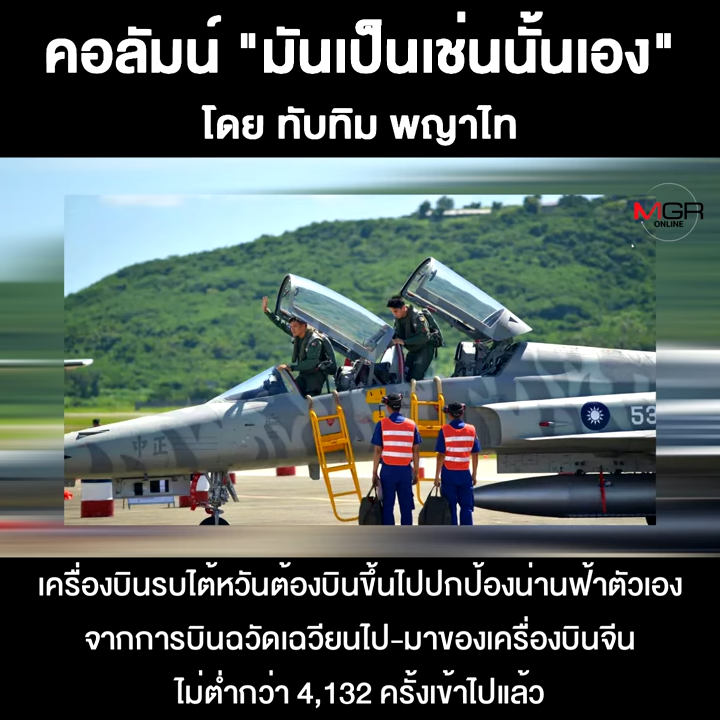 คอลัมน์ "มันเป็นเช่นนั้นเอง"
โดย ทับทิม พญาไท
MGR
ONLINE
中正
53
เครื่องบินรบไต้หวันต้องบินขึ้นไปปกป้องน่านฟ้าตัวเอง
จากการบินฉวัดเฉวียนไป-มาของเครื่องบินจีน
ไม่ต่ำกว่า 4,132 ครั้งเข้าไปแล้ว